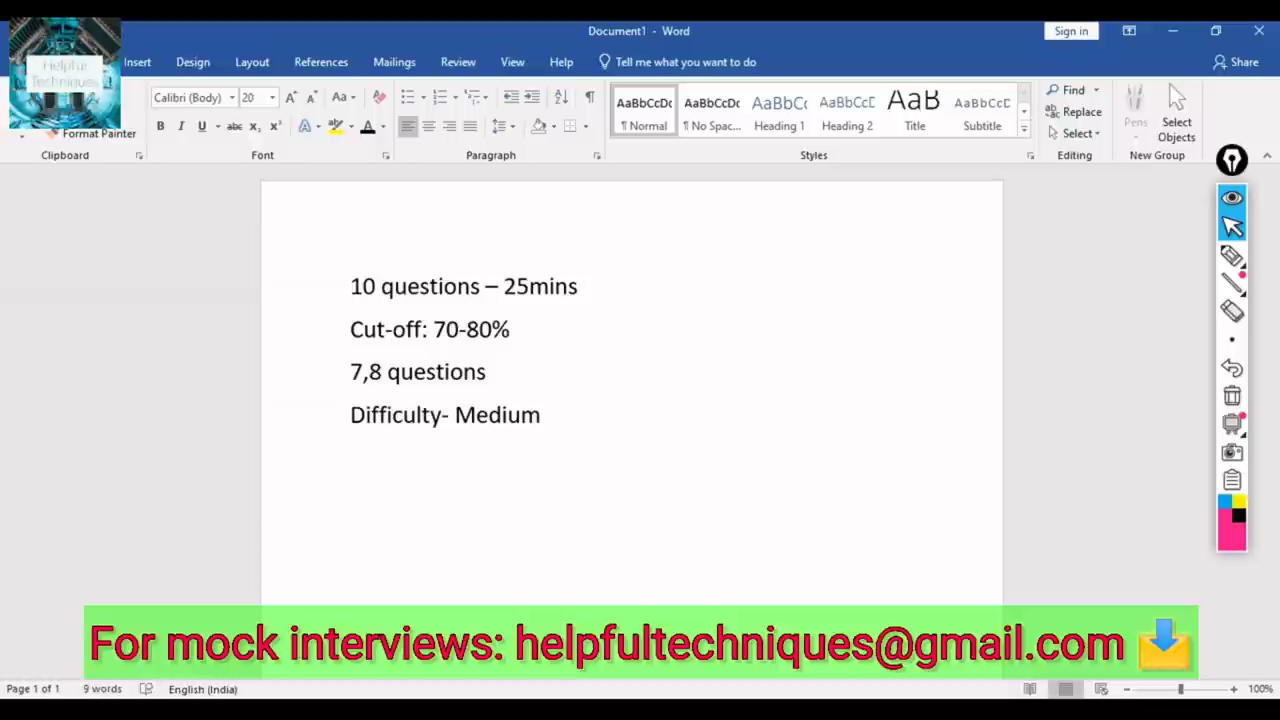 Document1 - Word
Sign in
Helpful
Techniques
Insert Design Layout References Mailings Review View Help Tell me what you want to do
Share
Calibri (Body) 20
Format Painter
AaBbCcDc AaBbCcDc AaBbCc AaBbCcD AaB AaBbCcD
¶ Normal ¶ No Spac... Heading 1 Heading 2 Title Subtitle
Find
Replace
Select
Pens
Select
Objects
Clipboard Font Paragraph Styles Editing New Group
10 questions – 25mins
Cut-off: 70-80%
7,8 questions
Difficulty- Medium
For mock interviews: helpfultechniques@gmail.com
Page 1 of 1 9 words English (India) 100%